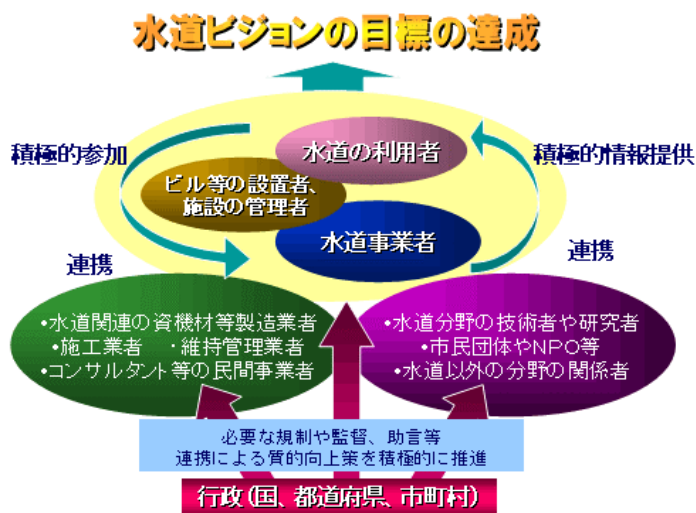 水道ビジョンの目標の達成
積極的参加
水道の利用者
積極的情報提供
ビル等の設置者、
施設の管理者
水道事業者
連携
連携
・水道関連の資機材等製造業者
・施工業者　・維持管理業者
・コンサルタント等の民間事業者
・水道分野の技術者や研究者
・市民団体やNPO等
・水道以外の分野の関係者
必要な規制や監督、助言等
連携による質的向上策を積極的に推進
行政（国、都道府県、市町村）